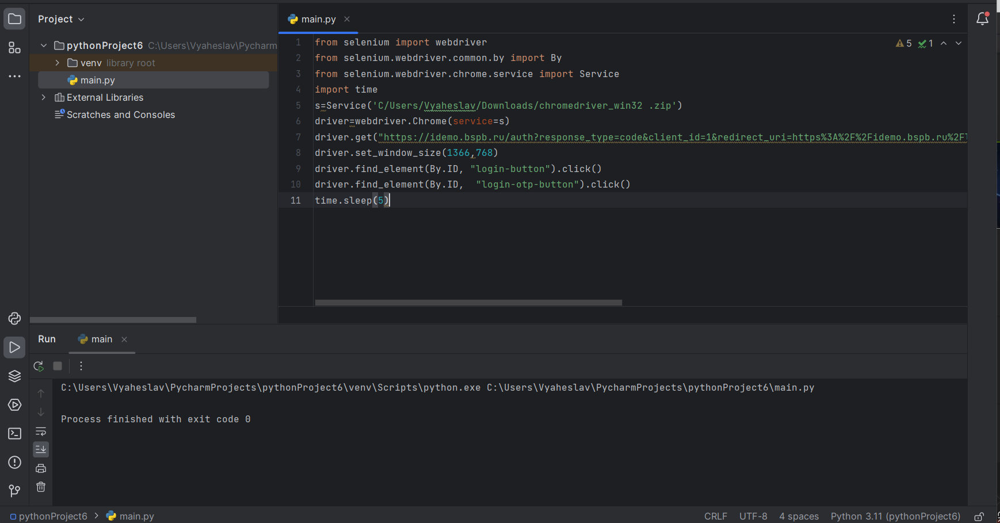 Project
pythonProject6 C:\Users\Vyaheslav\Pycharm
venv library root
main.py
External Libraries
Scratches and Consoles
main.py
5 1
1 from selenium import webdriver
2 from selenium.webdriver.common.by import By
3 from selenium.webdriver.chrome.service import Service
4 import time
5 s=Service('C/Users/Vyaheslav/Downloads/chromedriver_win32 .zip')
6 driver=webdriver.Chrome(service=s)
7 driver.get("https://idemo.bspb.ru/auth?response_type=code&client_id=1&redirect_uri=https%3A%2F%2Fidemo.bspb.ru%2F
8 driver.set_window_size(1366,768)
9 driver.find_element(By.ID, "login-button").click()
10 driver.find_element(By.ID,  "login-otp-button").click()
11 time.sleep(5)
Run main
C:\Users\Vyaheslav\PycharmProjects\pythonProject6\venv\Scripts\python.exe C:\Users\Vyaheslav\PycharmProjects\pythonProject6\main.py
Process finished with exit code 0
pythonProject6 main.py CRLF UTF-8 4 spaces Python 3.11 (pythonProject6)